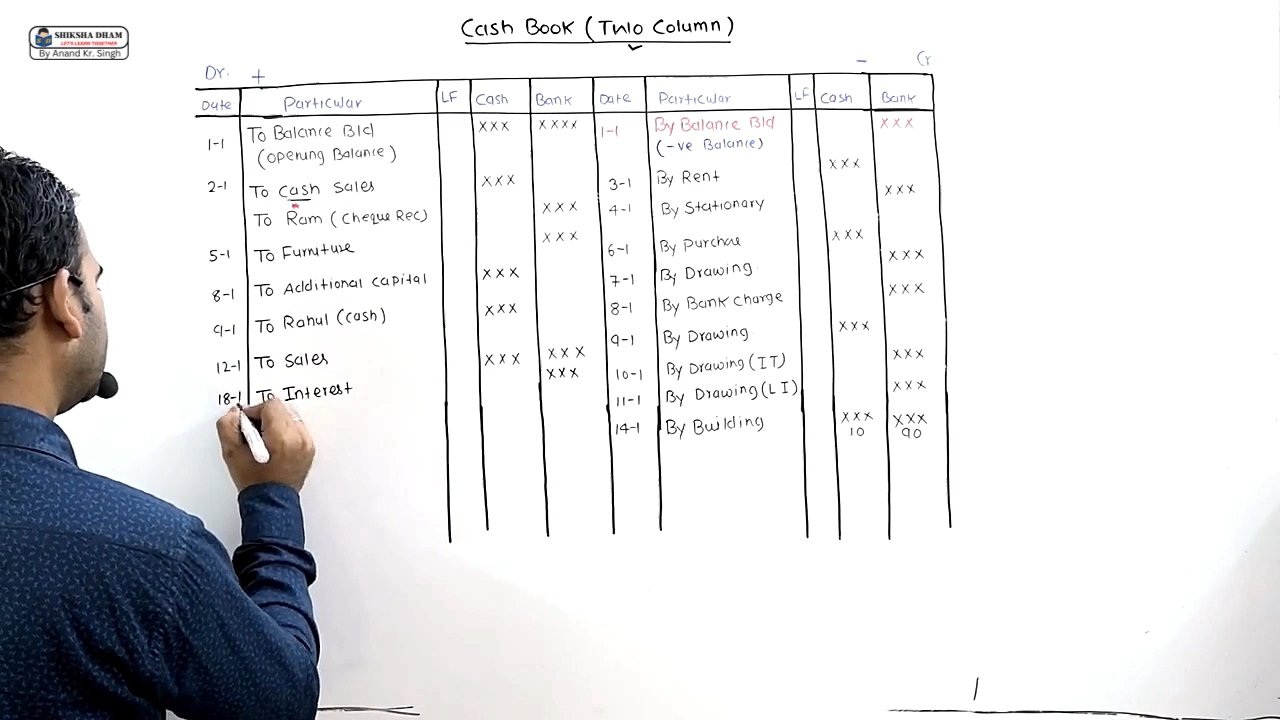 SHIKSHA DHAM
LET'S LEARN TOGETHER
By Anand Kr. Singh
Cash Book (Two Column)
Dr. +
- Cr
Date Particular LF Cash Bank Date Particular LF Cash Bank
1-1 To Balance B/d xxx xxxx 1-1 By Balance B/d xxx
(opening Balance) (-ve Balance)
2-1 To cash sales xxx 3-1 By Rent xxx
To Ram (Cheque Rec) xxx 4-1 By Stationary xxx
5-1 To Furniture xxx 6-1 By Purchase xxx
8-1 To Additional capital xxx 7-1 By Drawing xxx
9-1 To Rahul (cash) xxx 8-1 By Bank Charge xxx
12-1 To Sales xxx xxx 9-1 By Drawing xxx
18-1 To Interest xxx 10-1 By Drawing (IT) xxx
11-1 By Drawing (LI) xxx
14-1 By Building xxx xxx
10 90